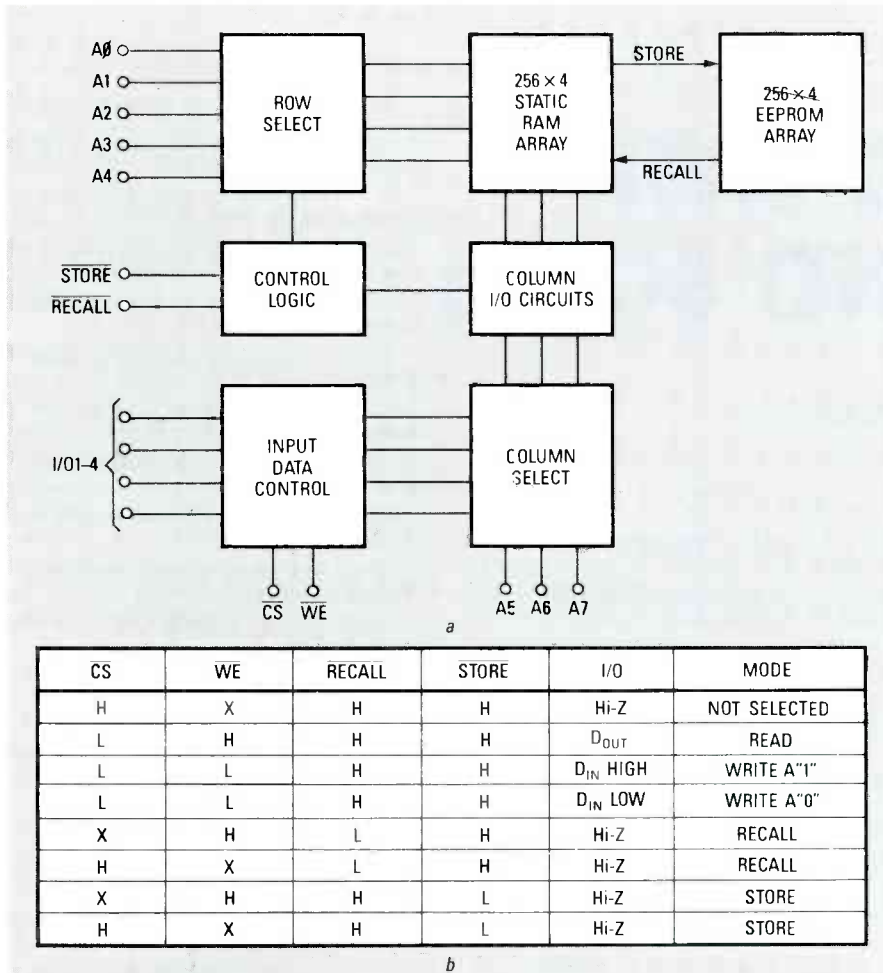 AØ
A1
A2
A3
A4
ROW
SELECT
256 × 4
STATIC
RAM
ARRAY
STORE
RECALL
256 × 4
EEPROM
ARRAY
STORE
RECALL
CONTROL
LOGIC
COLUMN
I/O CIRCUITS
I/O1–4
INPUT
DATA
CONTROL
COLUMN
SELECT
CS WE
A5 A6 A7
a
CS WE RECALL STORE I/O MODE
H X H H Hi-Z NOT SELECTED
L H H H DOUT READ
L L H H DIN HIGH WRITE A"1"
L L H H DIN LOW WRITE A"0"
X H L H Hi-Z RECALL
H X L H Hi-Z RECALL
X H H L Hi-Z STORE
H X H L Hi-Z STORE
b